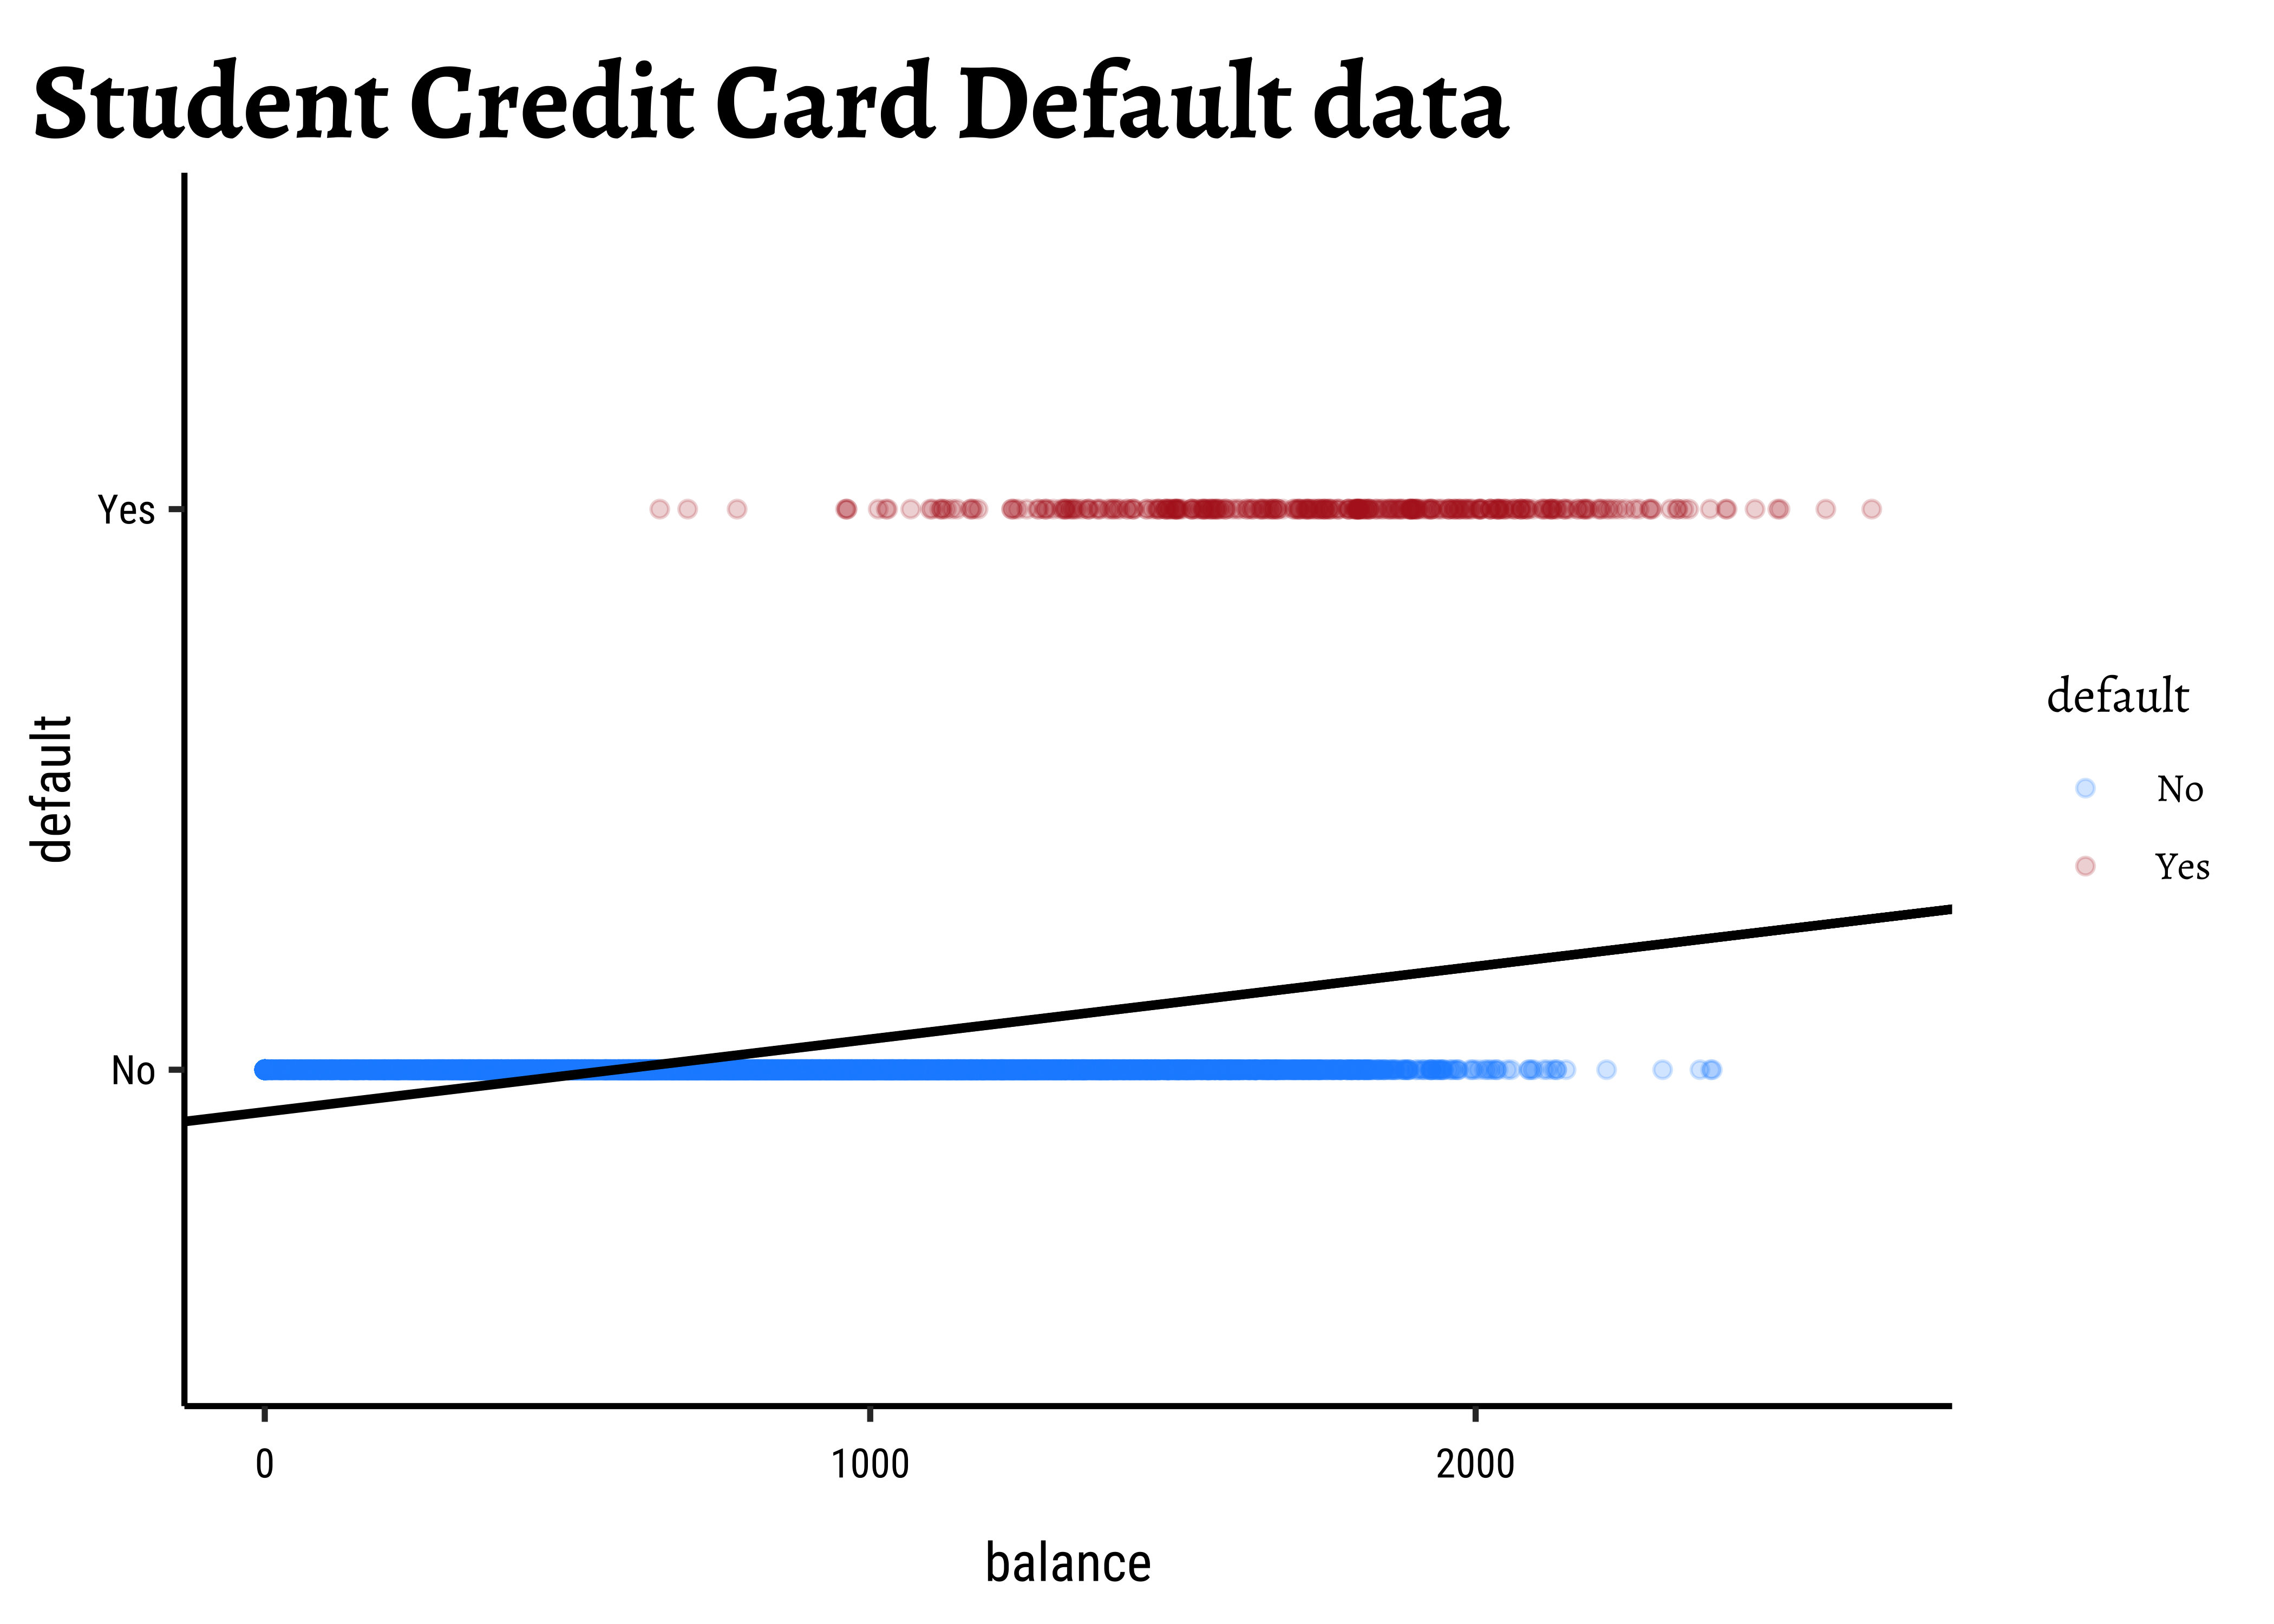 Student Credit Card Default data
default
Yes
No
0
1000
2000
balance
default
No
Yes